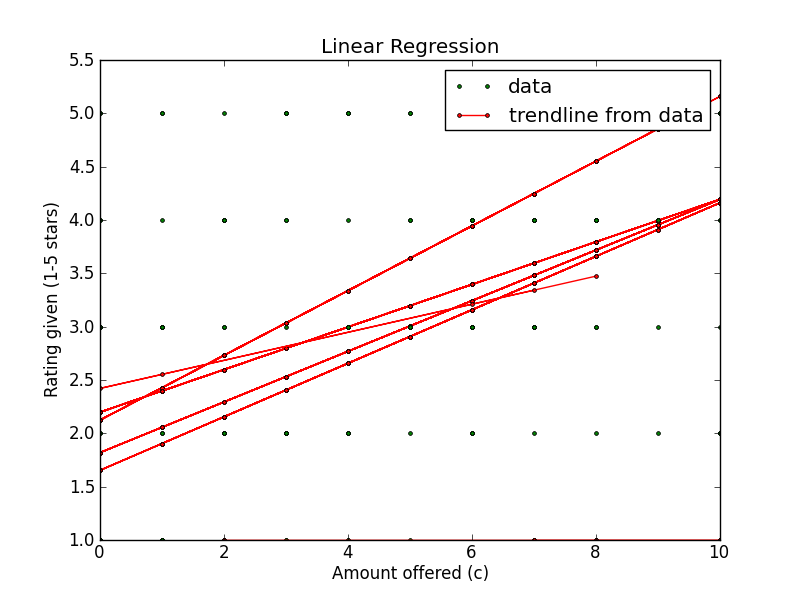 Linear Regression
data
trendline from data
5.5
5.0
4.5
4.0
3.5
3.0
2.5
2.0
1.5
1.0
Rating given (1-5 stars)
0 2 4 6 8 10
Amount offered (c)